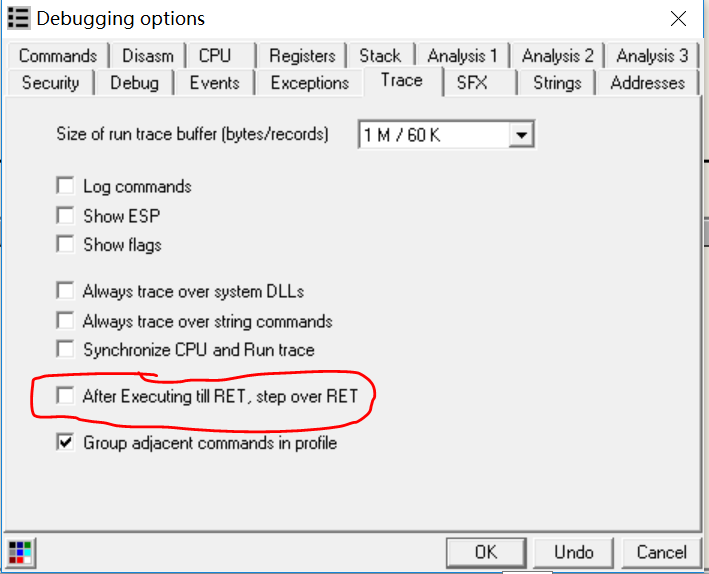 Debugging options
Commands Disasm CPU Registers Stack Analysis 1 Analysis 2 Analysis 3
Security Debug Events Exceptions Trace SFX Strings Addresses
Size of run trace buffer (bytes/records) 1 M / 60 K
Log commands
Show ESP
Show flags
Always trace over system DLLs
Always trace over string commands
Synchronize CPU and Run trace
After Executing till RET, step over RET
Group adjacent commands in profile
OK Undo Cancel